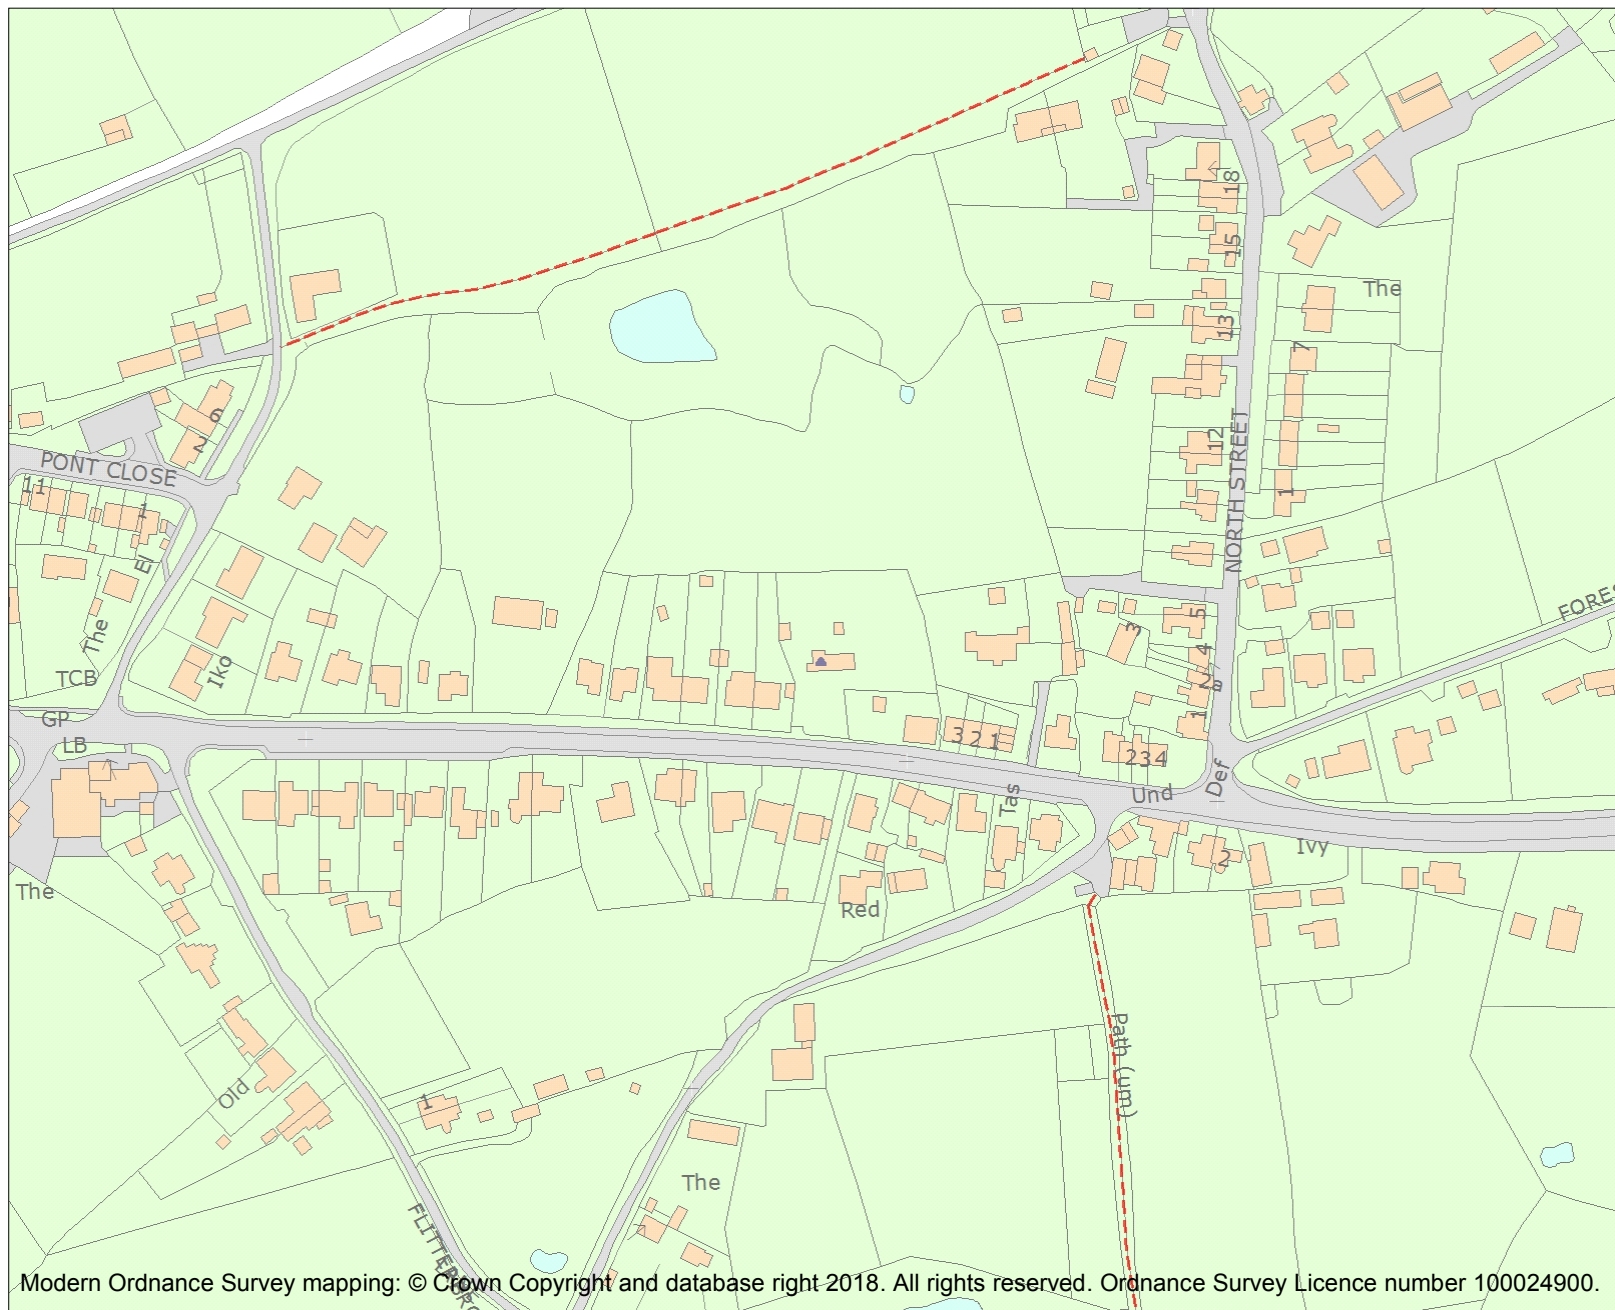 18
15
The
13
7
6
2
12
PONT CLOSE
NORTH STREET
11
1
1
El
FORES
The
5
3
Iko
4
TCB
2
GP
1
LB
3 2 1
2 3 4
Def
Tas
Und
2
Ivy
The
Red
Path (um)
Old
1
The
Modern Ordnance Survey mapping: © Crown Copyright and database right 2018. All rights reserved. Ordnance Survey Licence number 100024900.